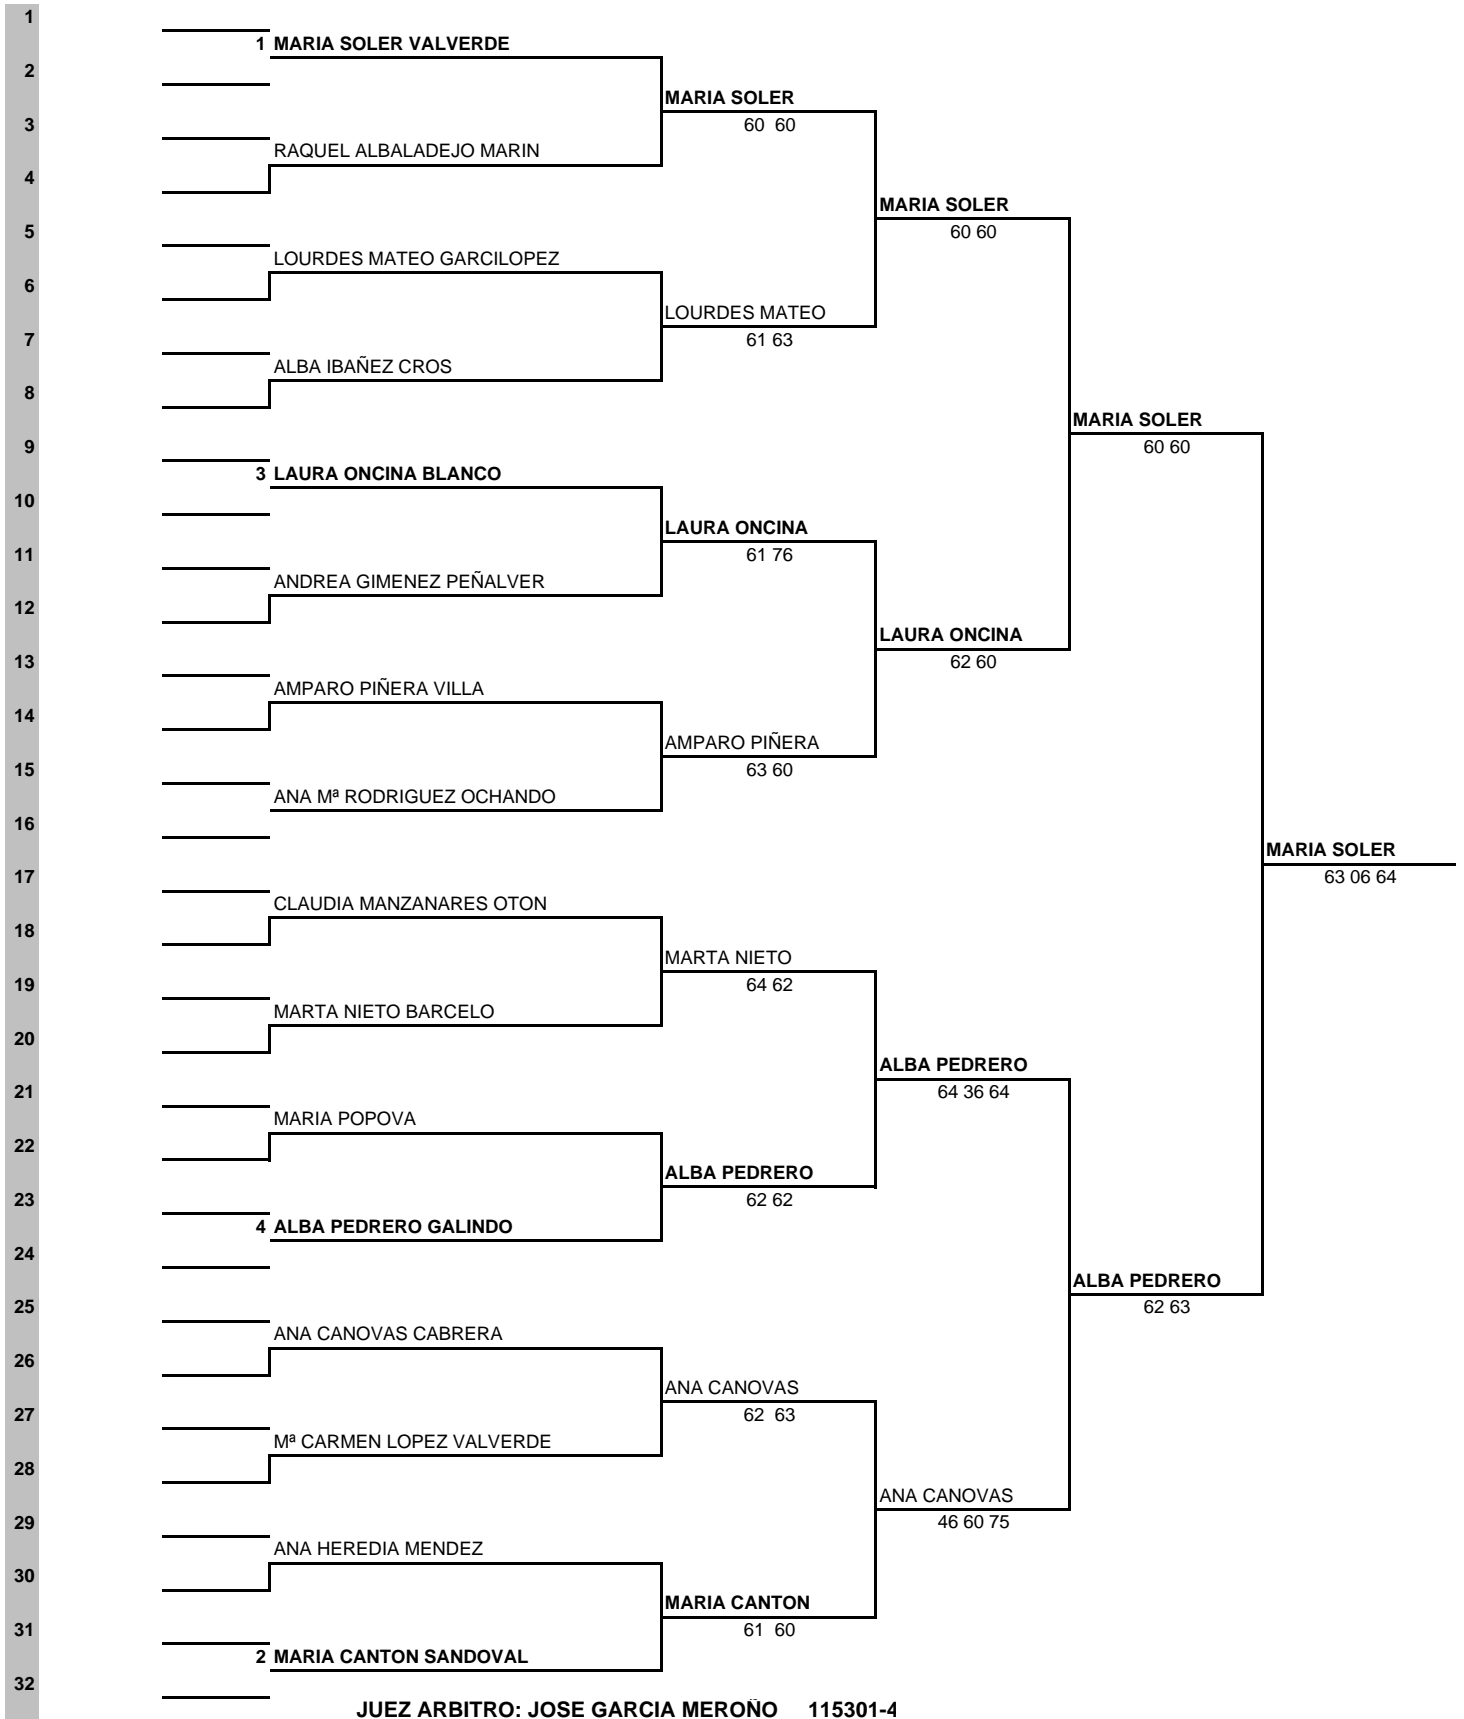 1
1 MARIA SOLER VALVERDE
2
MARIA SOLER
3
60 60
RAQUEL ALBALADEJO MARIN
4
MARIA SOLER
5
60 60
LOURDES MATEO GARCILOPEZ
6
LOURDES MATEO
7
61 63
ALBA IBAÑEZ CROS
8
MARIA SOLER
9
60 60
3 LAURA ONCINA BLANCO
10
LAURA ONCINA
11
61 76
ANDREA GIMENEZ PEÑALVER
12
LAURA ONCINA
13
62 60
AMPARO PIÑERA VILLA
14
AMPARO PIÑERA
15
63 60
ANA Mª RODRIGUEZ OCHANDO
16
MARIA SOLER
17
63 06 64
CLAUDIA MANZANARES OTON
18
MARTA NIETO
19
64 62
MARTA NIETO BARCELO
20
ALBA PEDRERO
21
64 36 64
MARIA POPOVA
22
ALBA PEDRERO
23
62 62
4 ALBA PEDRERO GALINDO
24
ALBA PEDRERO
25
62 63
ANA CANOVAS CABRERA
26
ANA CANOVAS
27
62 63
Mª CARMEN LOPEZ VALVERDE
28
ANA CANOVAS
29
46 60 75
ANA HEREDIA MENDEZ
30
MARIA CANTON
31
61 60
2 MARIA CANTON SANDOVAL
32
JUEZ ARBITRO: JOSE GARCIA MEROÑO 115301-4